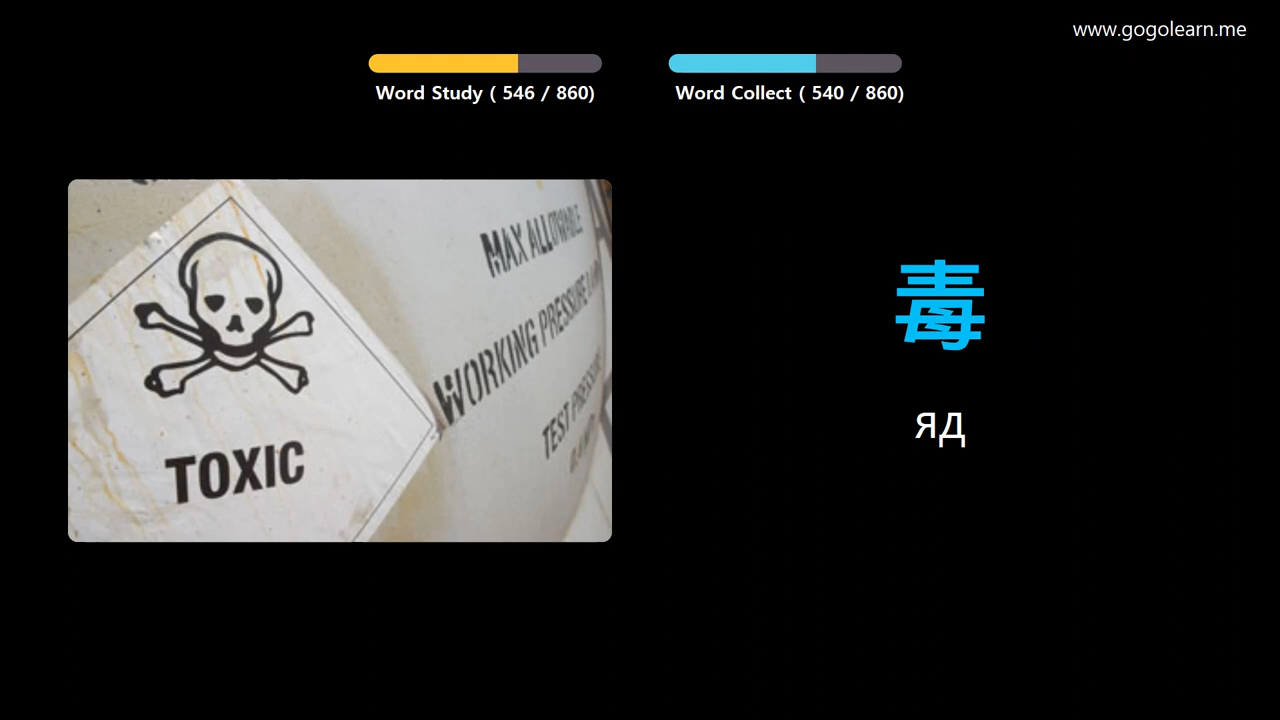 www.gogolearn.me
Word Study ( 546 / 860)
Word Collect ( 540 / 860)
MAX ALLOWABLE
WORKING PRESSURE
TEST PRESSURE
TOXIC
毒
яд